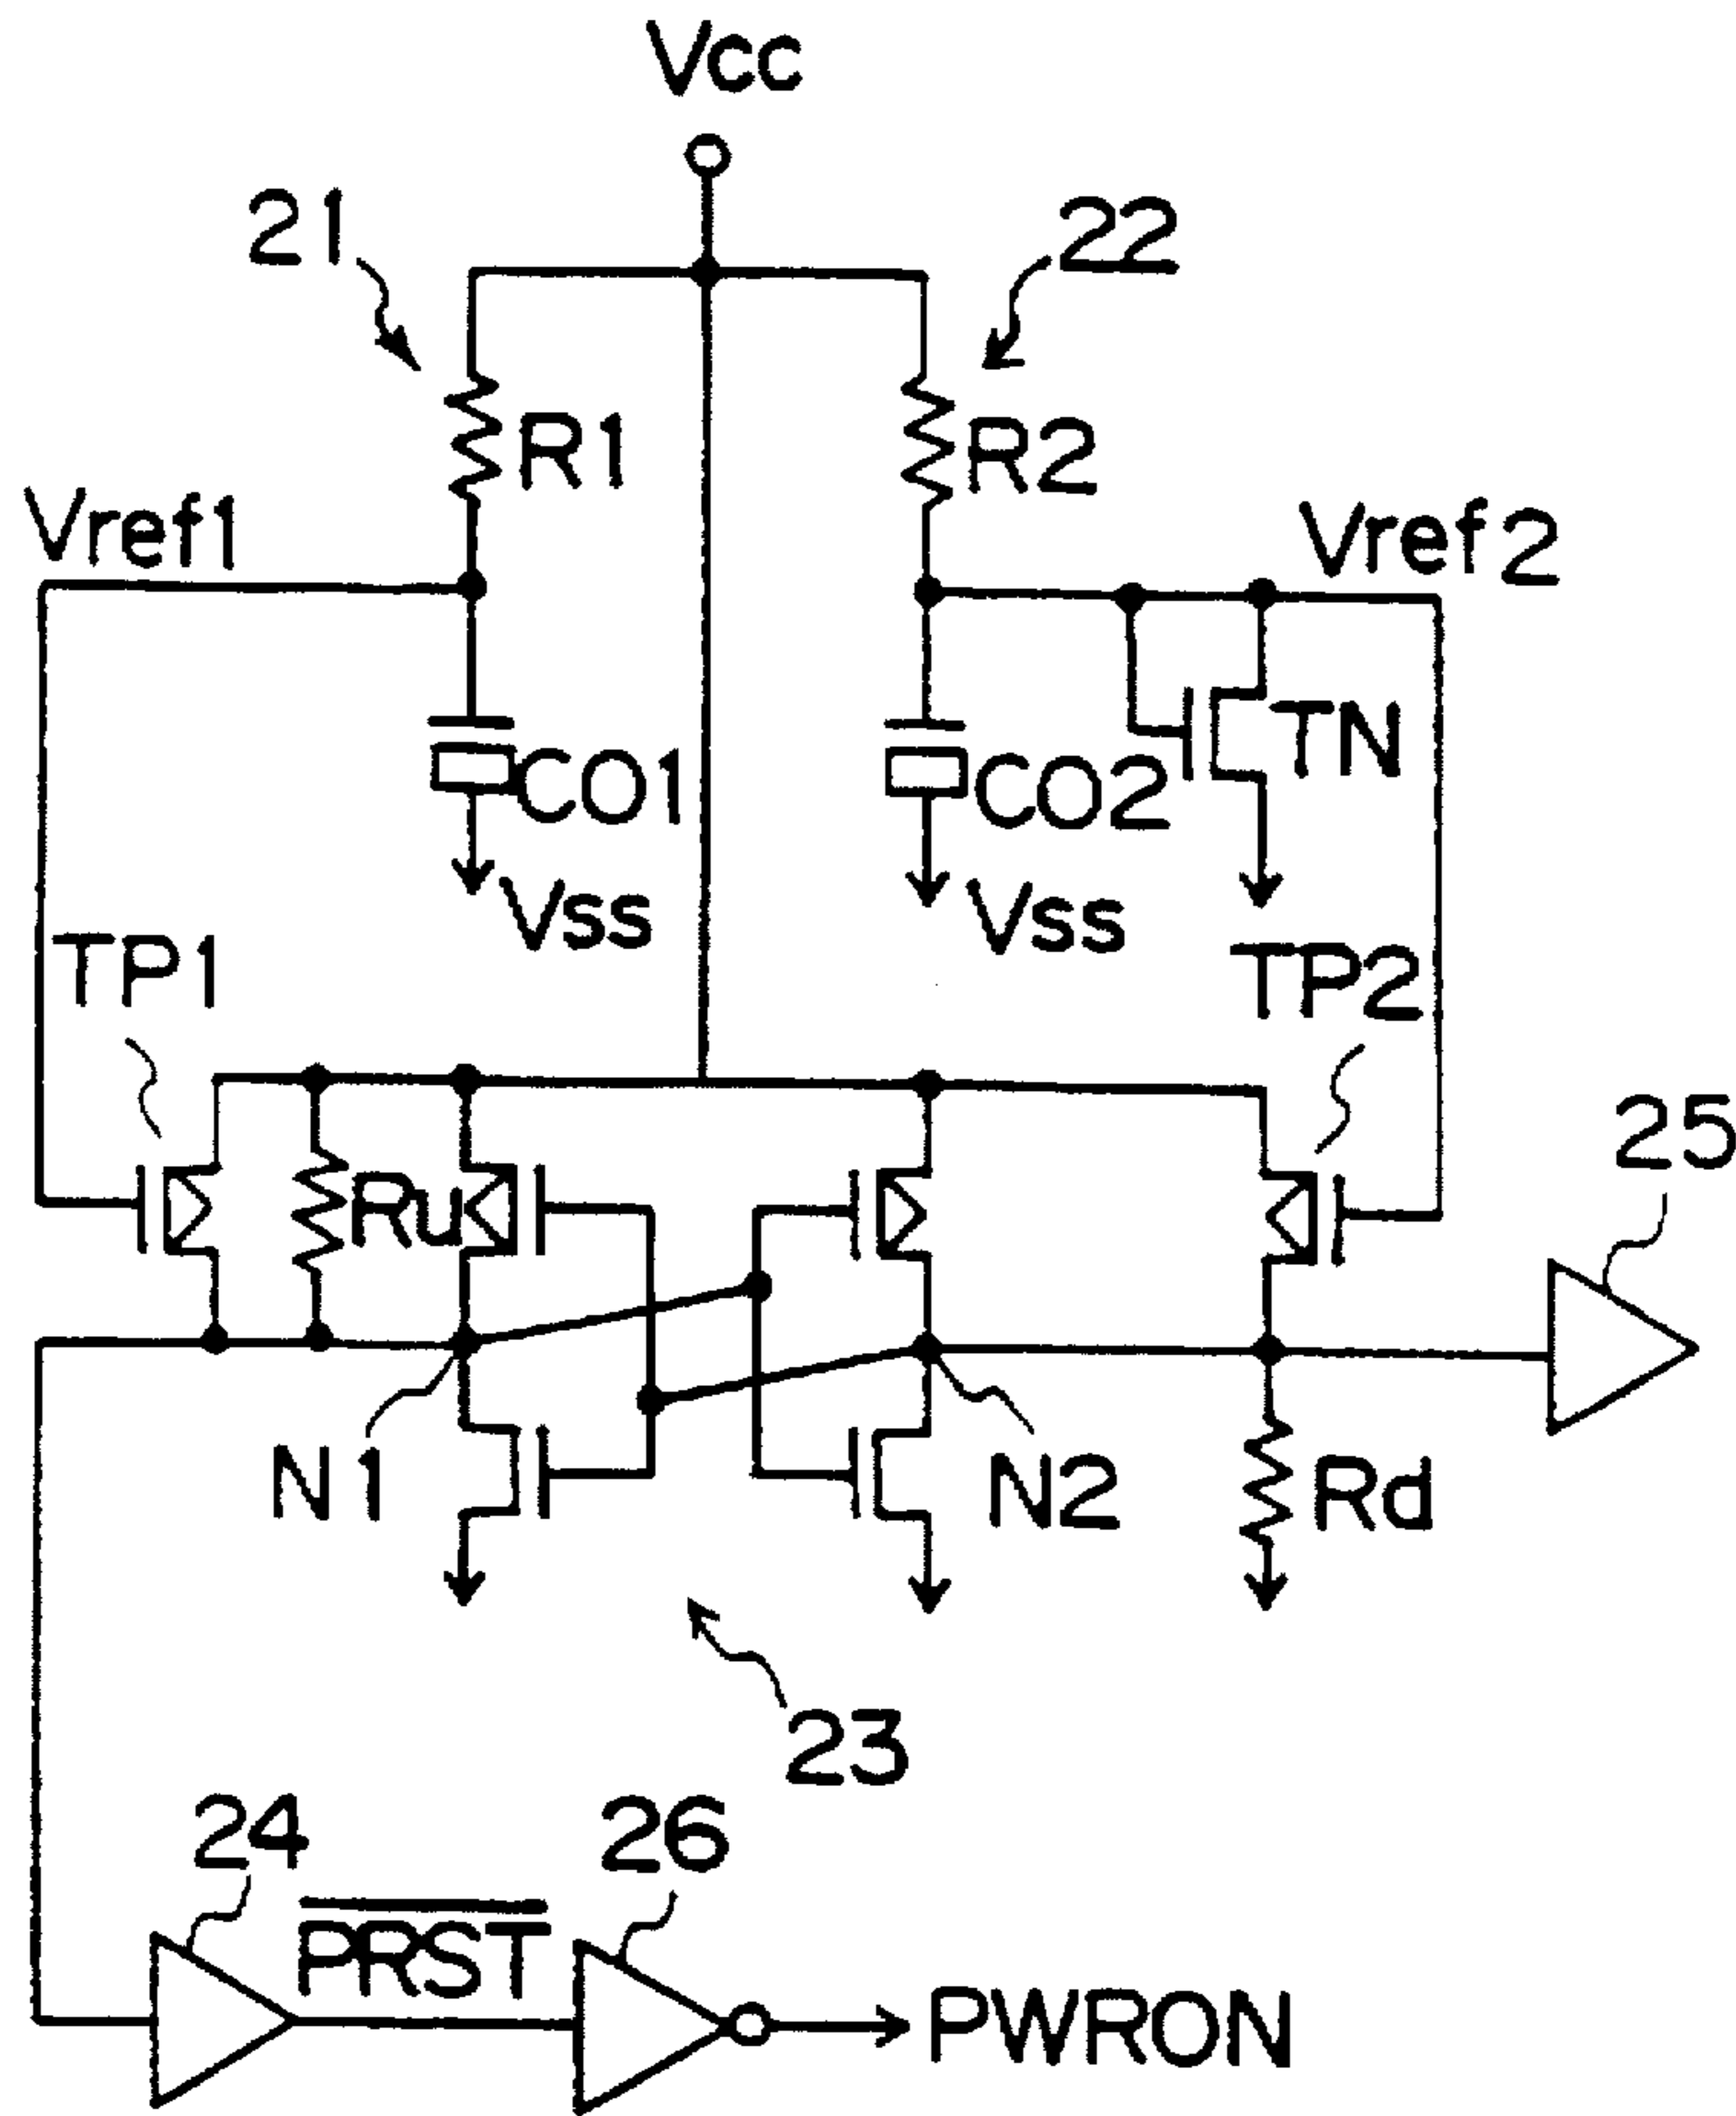 Vcc
21
22
R1
R2
Vref1
Vref2
CO1
CO2
TN
Vss
Vss
TP1
TP2
25
Ru
N1
N2
Rd
23
24
26
PRST
PWRON